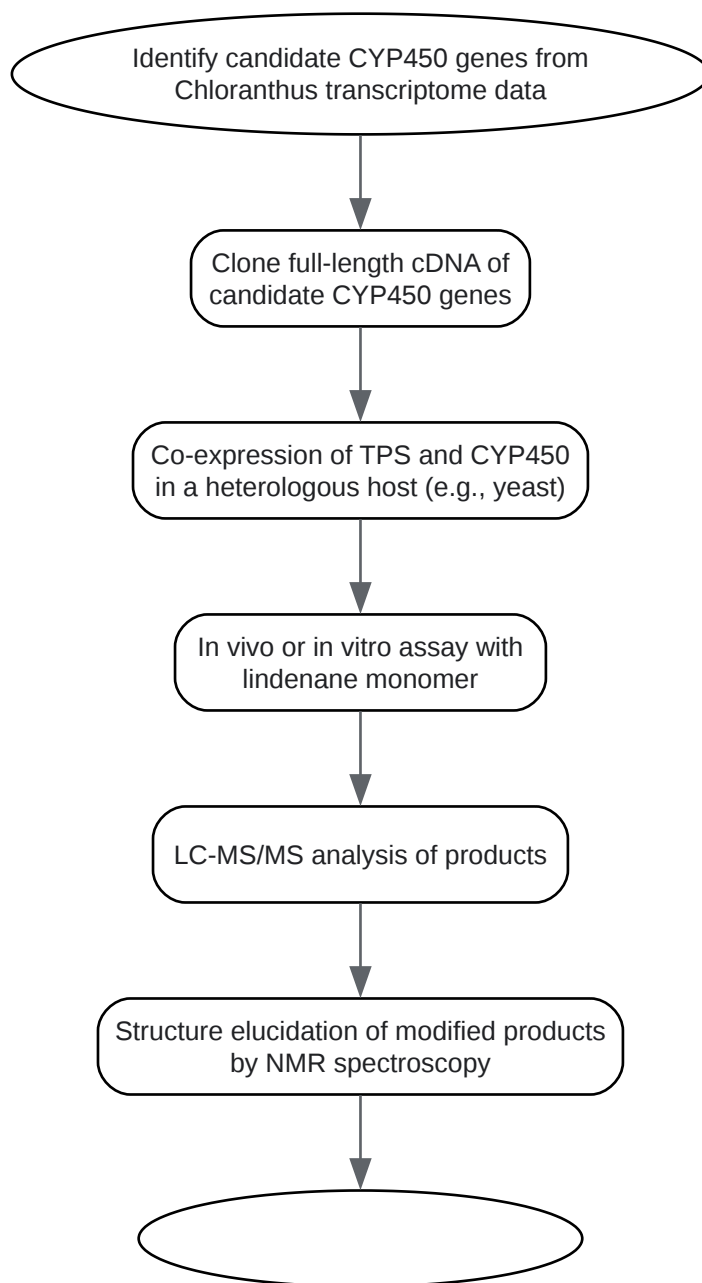 Identify candidate CYP450 genes from
Chloranthus transcriptome data
Clone full-length cDNA of
candidate CYP450 genes
Co-expression of TPS and CYP450
in a heterologous host (e.g., yeast)
In vivo or in vitro assay with
lindenane monomer
LC-MS/MS analysis of products
Structure elucidation of modified products
by NMR spectroscopy